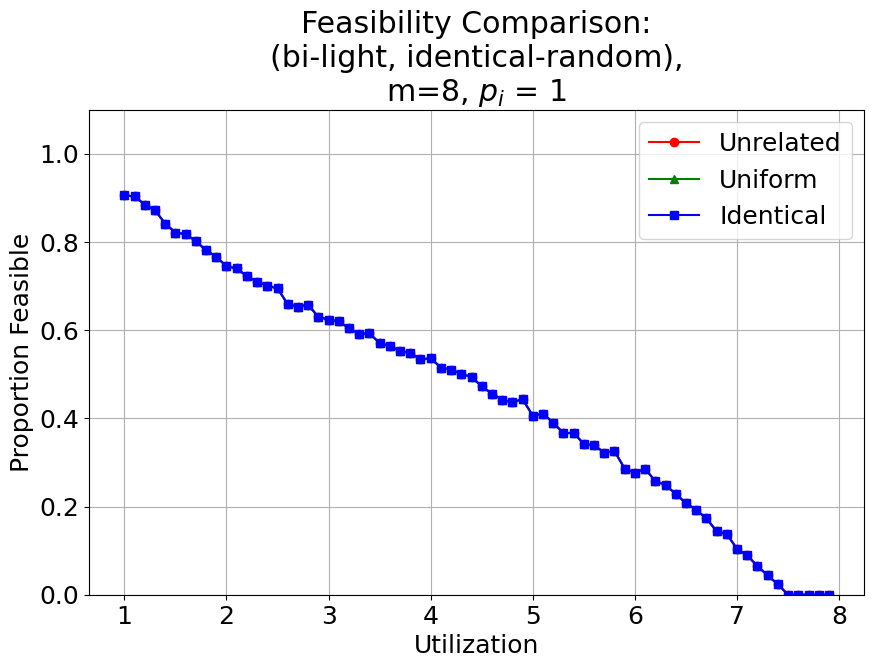 Feasibility Comparison:
(bi-light, identical-random),
m=8, $p_i$ = 1
Unrelated
Uniform
Identical
Proportion Feasible
1.0
0.8
0.6
0.4
0.2
0.0
1 2 3 4 5 6 7 8
Utilization